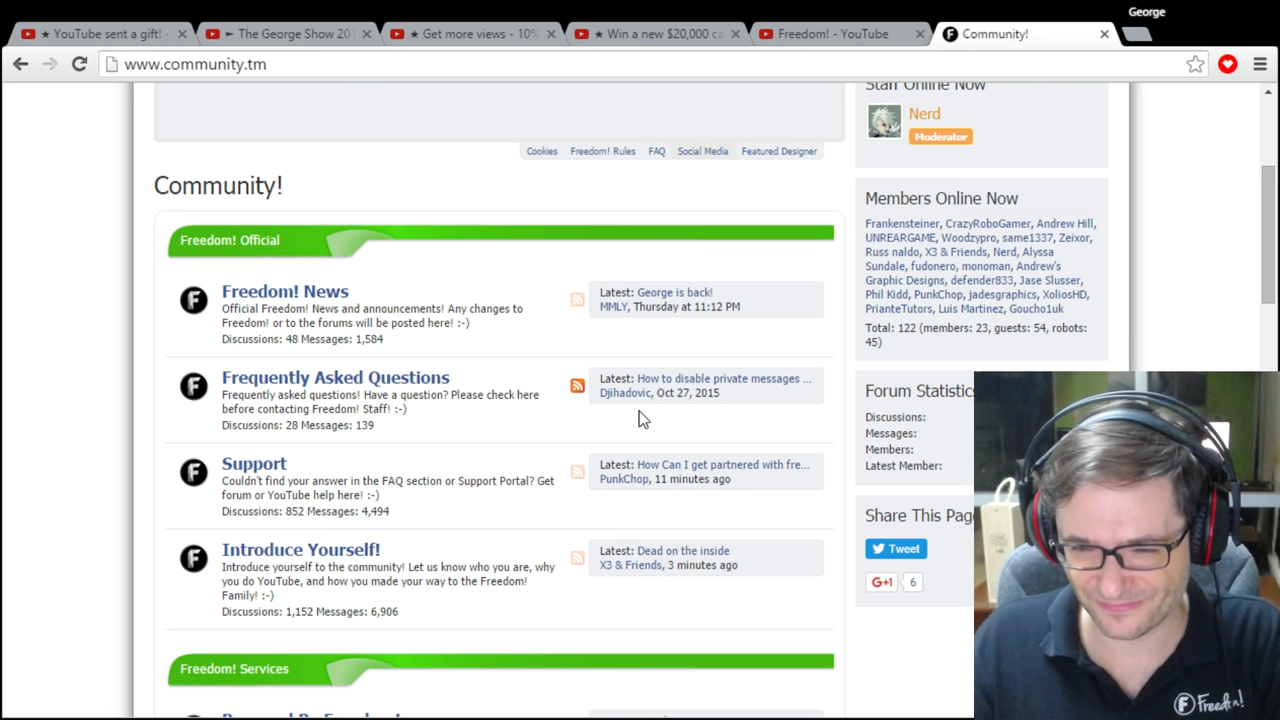 George
★ YouTube sent a gift! -
► The George Show 201
★ Get more views - 10%
★ Win a new $20,000 ca
Freedom! - YouTube
Community!
www.community.tm
Staff Online Now
Nerd
Moderator
Cookies Freedom! Rules FAQ Social Media Featured Designer
Community!
Freedom! Official
Freedom! News
Official Freedom! News and announcements! Any changes to
Freedom! or to the forums will be posted here! :-)
Discussions: 48 Messages: 1,584
Latest: George is back!
MMLY, Thursday at 11:12 PM
Frequently Asked Questions
Frequently asked questions! Have a question? Please check here
before contacting Freedom! Staff! :-)
Discussions: 28 Messages: 139
Latest: How to disable private messages ...
Djihadovic, Oct 27, 2015
Support
Couldn't find your answer in the FAQ section or Support Portal? Get
forum or YouTube help here! :-)
Discussions: 852 Messages: 4,494
Latest: How Can I get partnered with fre...
PunkChop, 11 minutes ago
Introduce Yourself!
Introduce yourself to the community! Let us know who you are, why
you do YouTube, and how you made your way to the Freedom!
Family! :-)
Discussions: 1,152 Messages: 6,906
Latest: Dead on the inside
X3 & Friends, 3 minutes ago
Freedom! Services
Members Online Now
Frankensteiner, CrazyRoboGamer, Andrew Hill,
UNREARGAME, Woodzypro, same1337, Zeixor,
Russ naldo, X3 & Friends, Nerd, Alyssa
Sundale, fudonero, monoman, Andrew's
Graphic Designs, defender833, Jase Slusser,
Phil Kidd, PunkChop, jadesgraphics, XoliosHD,
PrianteTutors, Luis Martinez, Goucho1uk
Total: 122 (members: 23, guests: 54, robots:
45)
Forum Statistics
Discussions:
Messages:
Members:
Latest Member:
Share This Page
Tweet
G+1 6
Freedom!